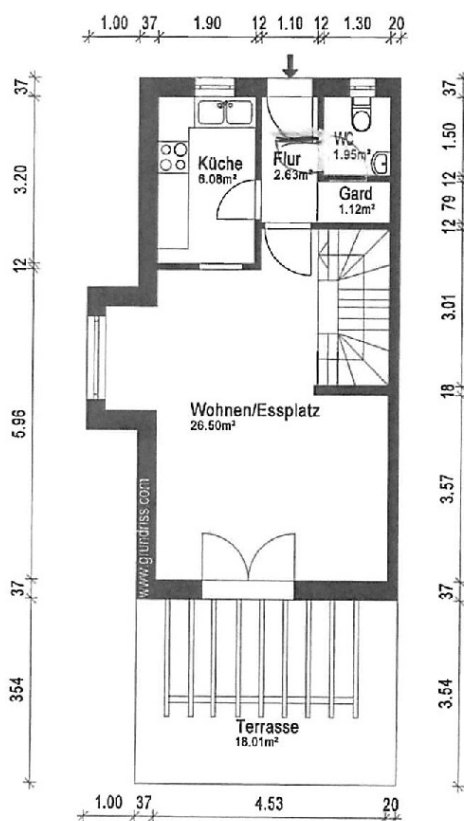 1.00 37 1.90 12 1.10 12 1.30 20
37
3.20
12
5.96
37
354
37
1.50
12
79
12
3.01
18
3.57
37
3.54
Küche
6.08m²
Flur
2.63m²
WC
1.95m²
Gard
1.12m²
Wohnen/Essplatz
26.50m²
www.grundriss.com
Terrasse
18.01m²
1.00 37 4.53 20